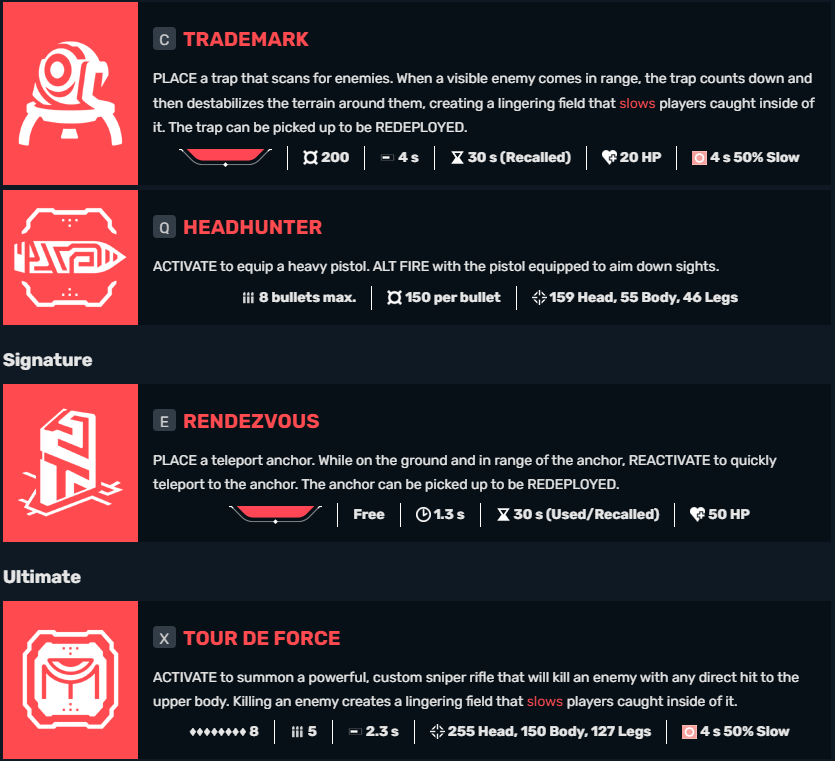 C TRADEMARK
PLACE a trap that scans for enemies. When a visible enemy comes in range, the trap counts down and
then destabilizes the terrain around them, creating a lingering field that slows players caught inside of
it. The trap can be picked up to be REDEPLOYED.
200 4 s 30 s (Recalled) 20 HP 4 s 50% Slow
Q HEADHUNTER
ACTIVATE to equip a heavy pistol. ALT FIRE with the pistol equipped to aim down sights.
8 bullets max. 150 per bullet 159 Head, 55 Body, 46 Legs
Signature
E RENDEZVOUS
PLACE a teleport anchor. While on the ground and in range of the anchor, REACTIVATE to quickly
teleport to the anchor. The anchor can be picked up to be REDEPLOYED.
Free 1.3 s 30 s (Used/Recalled) 50 HP
Ultimate
X TOUR DE FORCE
ACTIVATE to summon a powerful, custom sniper rifle that will kill an enemy with any direct hit to the
upper body. Killing an enemy creates a lingering field that slows players caught inside of it.
8 5 2.3 s 255 Head, 150 Body, 127 Legs 4 s 50% Slow